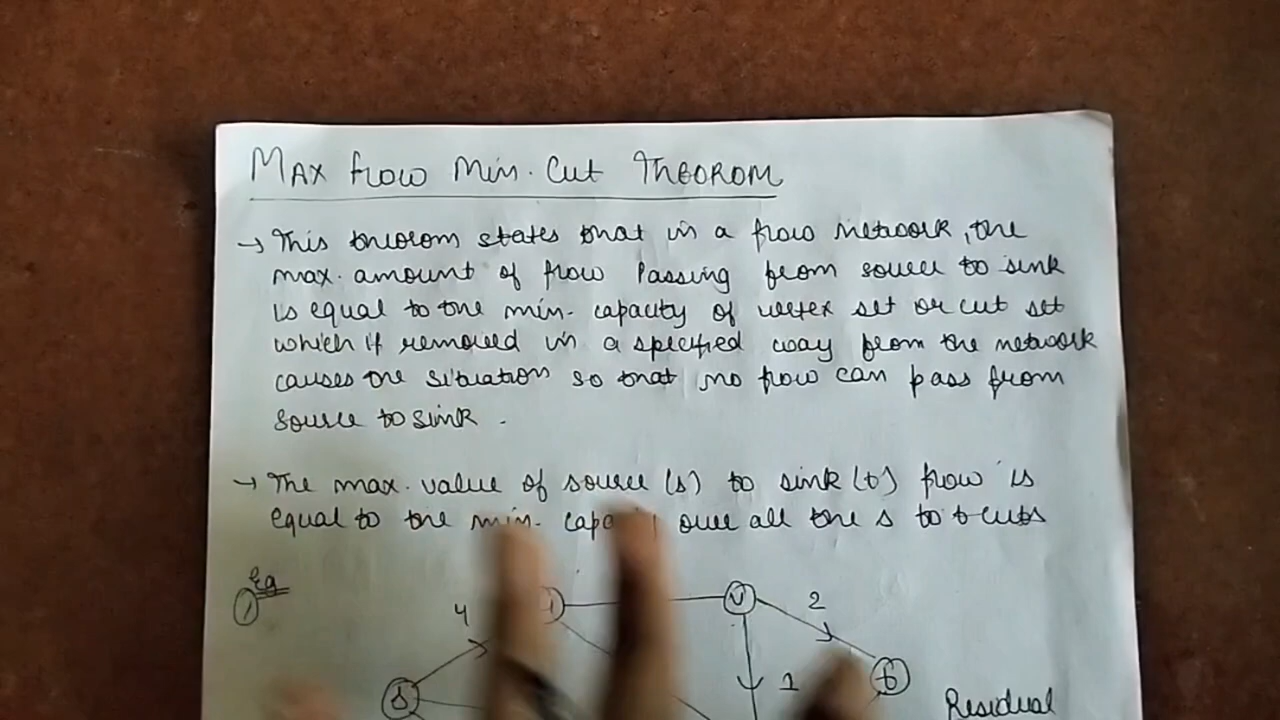 MAX flow Min. Cut THEOROM
→ This theorom states that in a flow network, the
max. amount of flow Passing from source to sink
is equal to the min. capacity of vertex set or cut set
which if removed in a specified way from the network
causes the situation so that no flow can pass from
source to sink.
→ The max. value of source (s) to sink (t) flow is
equal to the min. over all the s to t cuts
Eg
1)
4
v
2
s
1
t
Residual